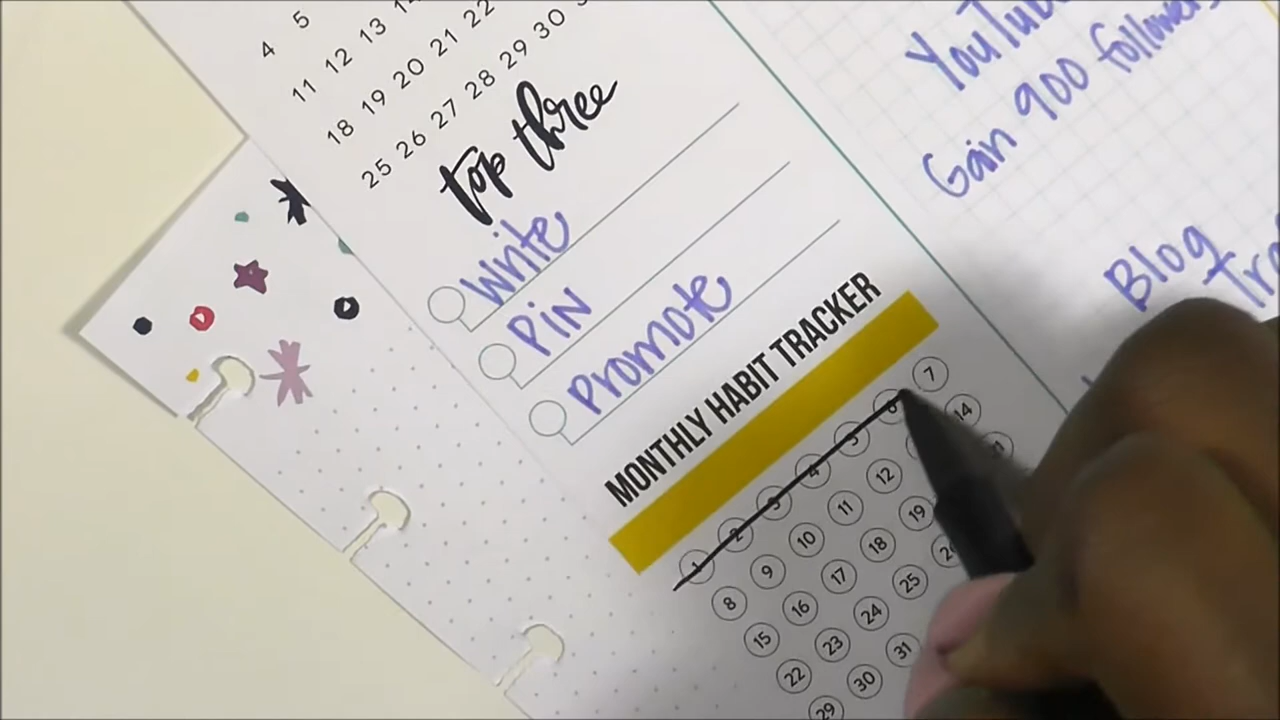 4 5
11 12 13
18 19 20 21 22
25 26 27 28 29 30
top three
Write
PIN
Promote
MONTHLY HABIT TRACKER
1 2 3 4 5 6 7
8 9 10 11 12 14
15 16 17 18 19
22 23 24 25
29 30 31
YouTube
Gain 900 followers
Blog